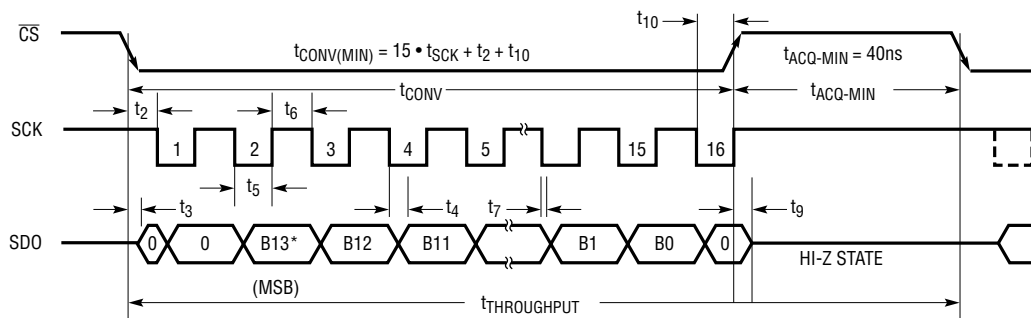 t10
CS
tCONV(MIN) = 15 • tSCK + t2 + t10
tACQ-MIN = 40ns
tCONV
tACQ-MIN
t2
t6
SCK
1
2
3
4
5
15
16
t5
t3
t4
t7
t9
SDO
0
0
B13*
B12
B11
B1
B0
0
HI-Z STATE
(MSB)
tTHROUGHPUT